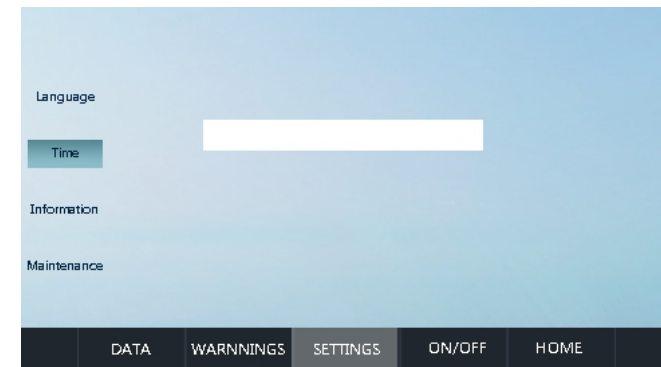 Language
Time
Information
Maintenance
DATA WARNNINGS SETTINGS ON/OFF HOME